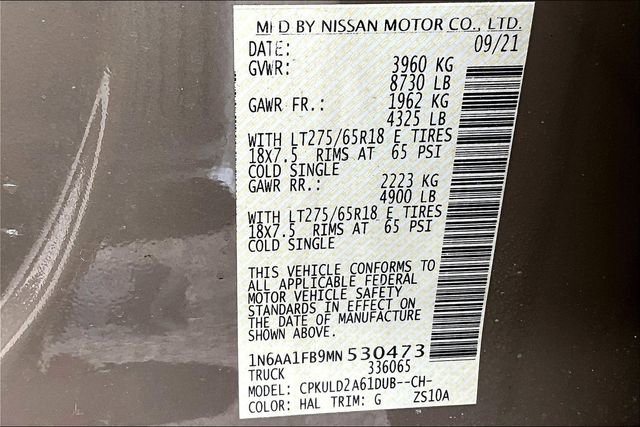 MFD BY NISSAN MOTOR CO., LTD.
DATE: 09/21
GVWR: 3960 KG
8730 LB
GAWR FR.: 1962 KG
4325 LB
WITH LT275/65R18 E TIRES
18X7.5 RIMS AT 65 PSI
COLD SINGLE
GAWR RR.: 2223 KG
4900 LB
WITH LT275/65R18 E TIRES
18X7.5 RIMS AT 65 PSI
COLD SINGLE
THIS VEHICLE CONFORMS TO
ALL APPLICABLE FEDERAL
MOTOR VEHICLE SAFETY
STANDARDS IN EFFECT ON
THE DATE OF MANUFACTURE
SHOWN ABOVE.
1N6AA1FB9MN 530473
TRUCK 336065
MODEL: CPKULD2A61DUB--CH-
COLOR: HAL TRIM: G ZS10A